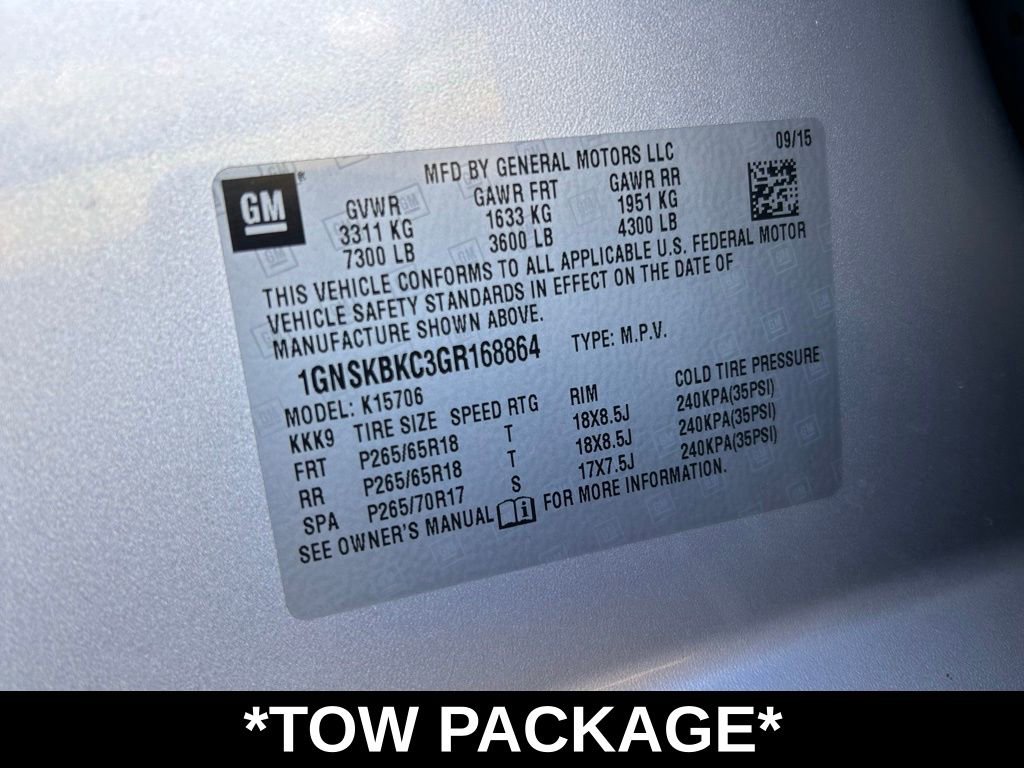 GM
MFD BY GENERAL MOTORS LLC 09/15
GVWR GAWR FRT GAWR RR
3311 KG 1633 KG 1951 KG
7300 LB 3600 LB 4300 LB
THIS VEHICLE CONFORMS TO ALL APPLICABLE U.S. FEDERAL MOTOR
VEHICLE SAFETY STANDARDS IN EFFECT ON THE DATE OF
MANUFACTURE SHOWN ABOVE.
1GNSKBKC3GR168864 TYPE: M.P.V.
MODEL: K15706
KKK9 TIRE SIZE SPEED RTG RIM COLD TIRE PRESSURE
FRT P265/65R18 T 18X8.5J 240KPA(35PSI)
RR P265/65R18 T 18X8.5J 240KPA(35PSI)
SPA P265/70R17 S 17X7.5J 240KPA(35PSI)
SEE OWNER'S MANUAL FOR MORE INFORMATION.
*TOW PACKAGE*